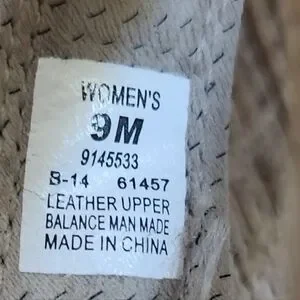 WOMEN'S
9M
9145533
B-14 61457
LEATHER UPPER
BALANCE MAN MADE
MADE IN CHINA